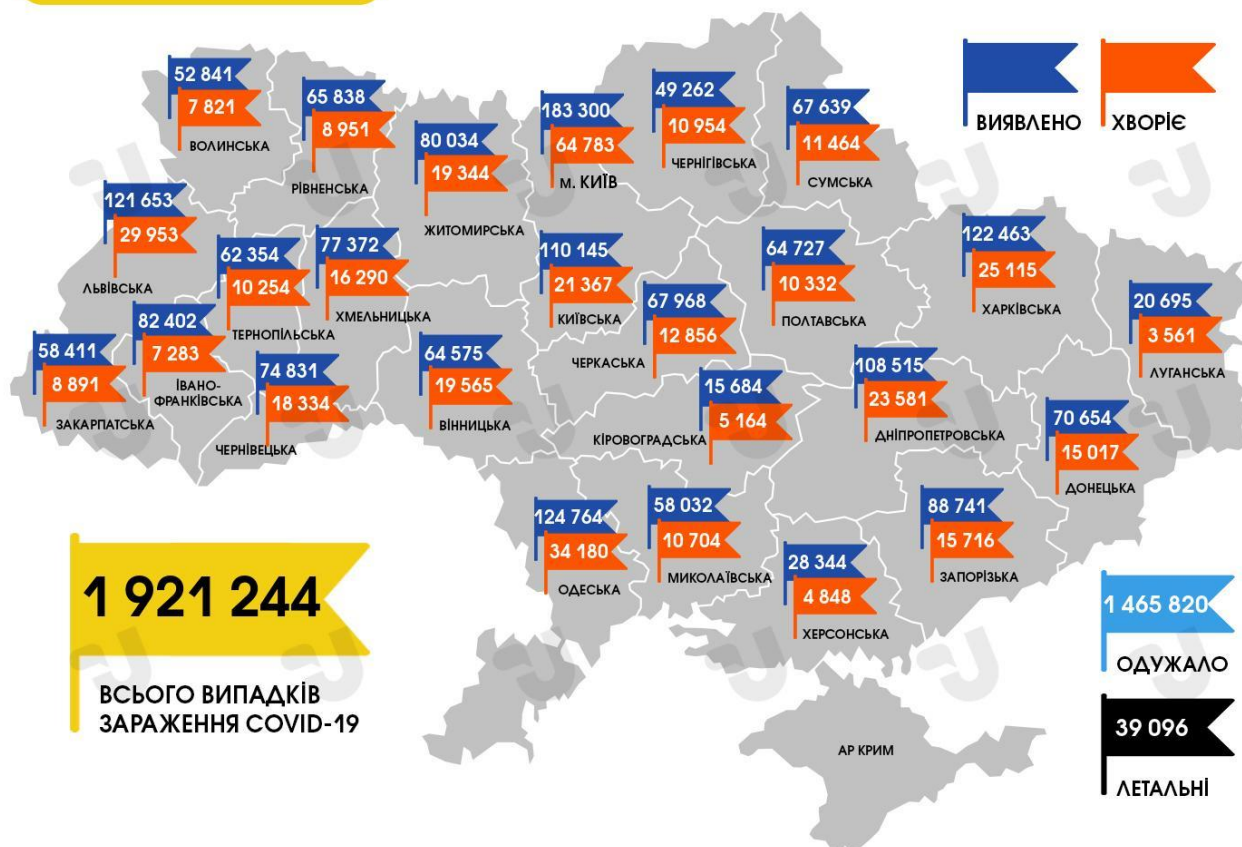 52 841
7 821
ВОЛИНСЬКА
65 838
8 951
РІВНЕНСЬКА
80 034
19 344
ЖИТОМИРСЬКА
183 300
64 783
м. КИЇВ
49 262
10 954
ЧЕРНІГІВСЬКА
67 639
11 464
СУМСЬКА
ВИЯВЛЕНО
ХВОРІЄ
121 653
29 953
ЛЬВІВСЬКА
62 354
10 254
ТЕРНОПІЛЬСЬКА
77 372
16 290
ХМЕЛЬНИЦЬКА
110 145
21 367
КИЇВСЬКА
67 968
12 856
ЧЕРКАСЬКА
64 727
10 332
ПОЛТАВСЬКА
122 463
25 115
ХАРКІВСЬКА
20 695
3 561
ЛУГАНСЬКА
58 411
8 891
ЗАКАРПАТСЬКА
82 402
7 283
ІВАНО-
ФРАНКІВСЬКА
74 831
18 334
ЧЕРНІВЕЦЬКА
64 575
19 565
ВІННИЦЬКА
15 684
5 164
КІРОВОГРАДСЬКА
108 515
23 581
ДНІПРОПЕТРОВСЬКА
70 654
15 017
ДОНЕЦЬКА
124 764
34 180
ОДЕСЬКА
58 032
10 704
МИКОЛАЇВСЬКА
28 344
4 848
ХЕРСОНСЬКА
88 741
15 716
ЗАПОРІЗЬКА
1 921 244
ВСЬОГО ВИПАДКІВ
ЗАРАЖЕННЯ COVID-19
1 465 820
ОДУЖАЛО
39 096
ЛЕТАЛЬНІ
АР КРИМ